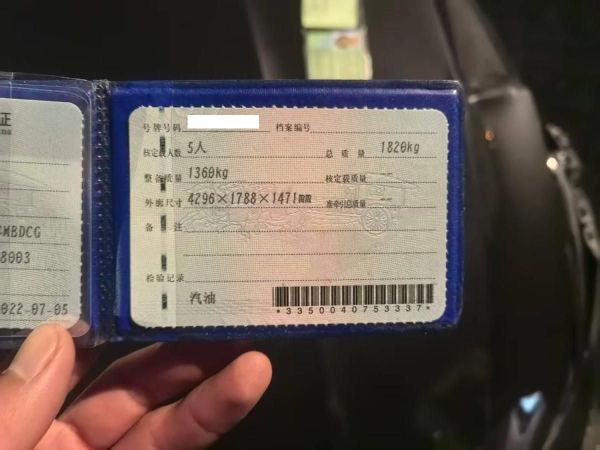 证
ina
MBDCG
8003
022-07-05
号牌号码 档案编号
核定载人数 5人 总质量 1820kg
整备质量 1360kg 核定载质量 --
外廓尺寸 4296×1788×1471mm 准牵引总质量 --
备注
检验记录
汽油
*3350040753337*